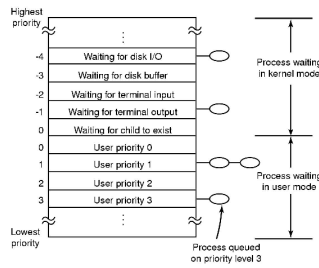 Highest
priority
-4 Waiting for disk I/O
-3 Waiting for disk buffer
-2 Waiting for terminal input
-1 Waiting for terminal output
0 Waiting for child to exist
0 User priority 0
1 User priority 1
2 User priority 2
3 User priority 3
Lowest
priority
Process waiting
in kernel mode
Process waiting
in user mode
Process queued
on priority level 3